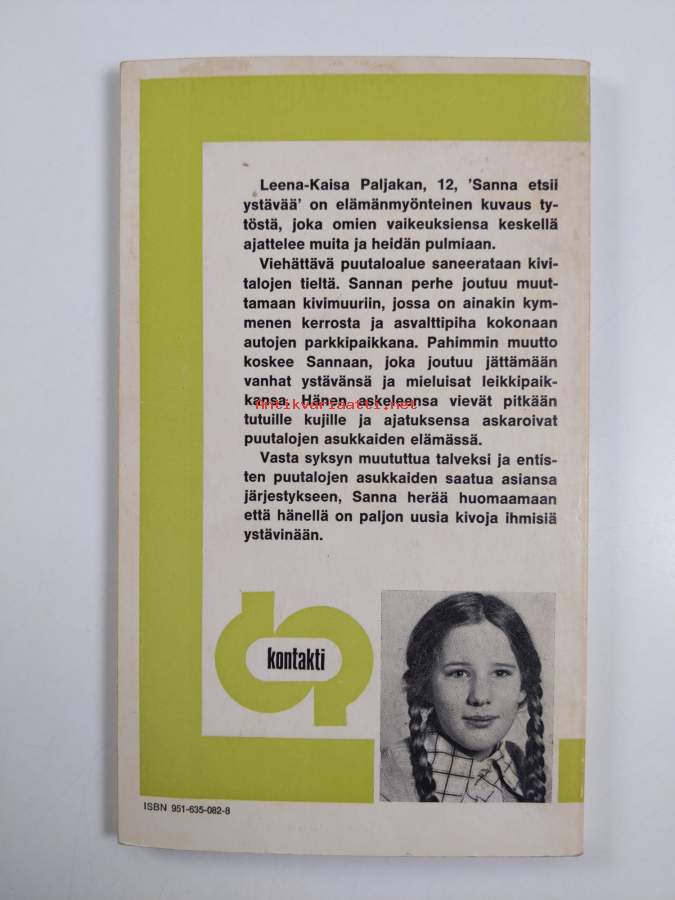 Leena-Kaisa Paljakan, 12, 'Sanna etsii
ystävää' on elämänmyönteinen kuvaus ty-
töstä, joka omien vaikeuksiensa keskellä
ajattelee muita ja heidän pulmiaan.
Viehättävä puutaloalue saneerataan kivi-
talojen tieltä. Sannan perhe joutuu muut-
tamaan kivimuuriin, jossa on ainakin kym-
menen kerrosta ja asvalttipiha kokonaan
autojen parkkipaikkana. Pahimmin muutto
koskee Sannaan, joka joutuu jättämään
vanhat ystävänsä ja mieluisat leikkipaik-
kansa. Hänen askeleensa vievät pitkään
Antikvariaatti.net
tutuille kujille ja ajatuksensa askaroivat
puutalojen asukkaiden elämässä.
Vasta syksyn muututtua talveksi ja entis-
ten puutalojen asukkaiden saatua asiansa
järjestykseen, Sanna herää huomaamaan
että hänellä on paljon uusia kivoja ihmisiä
ystävinään.
kontakti
ISBN 951-635-082-8